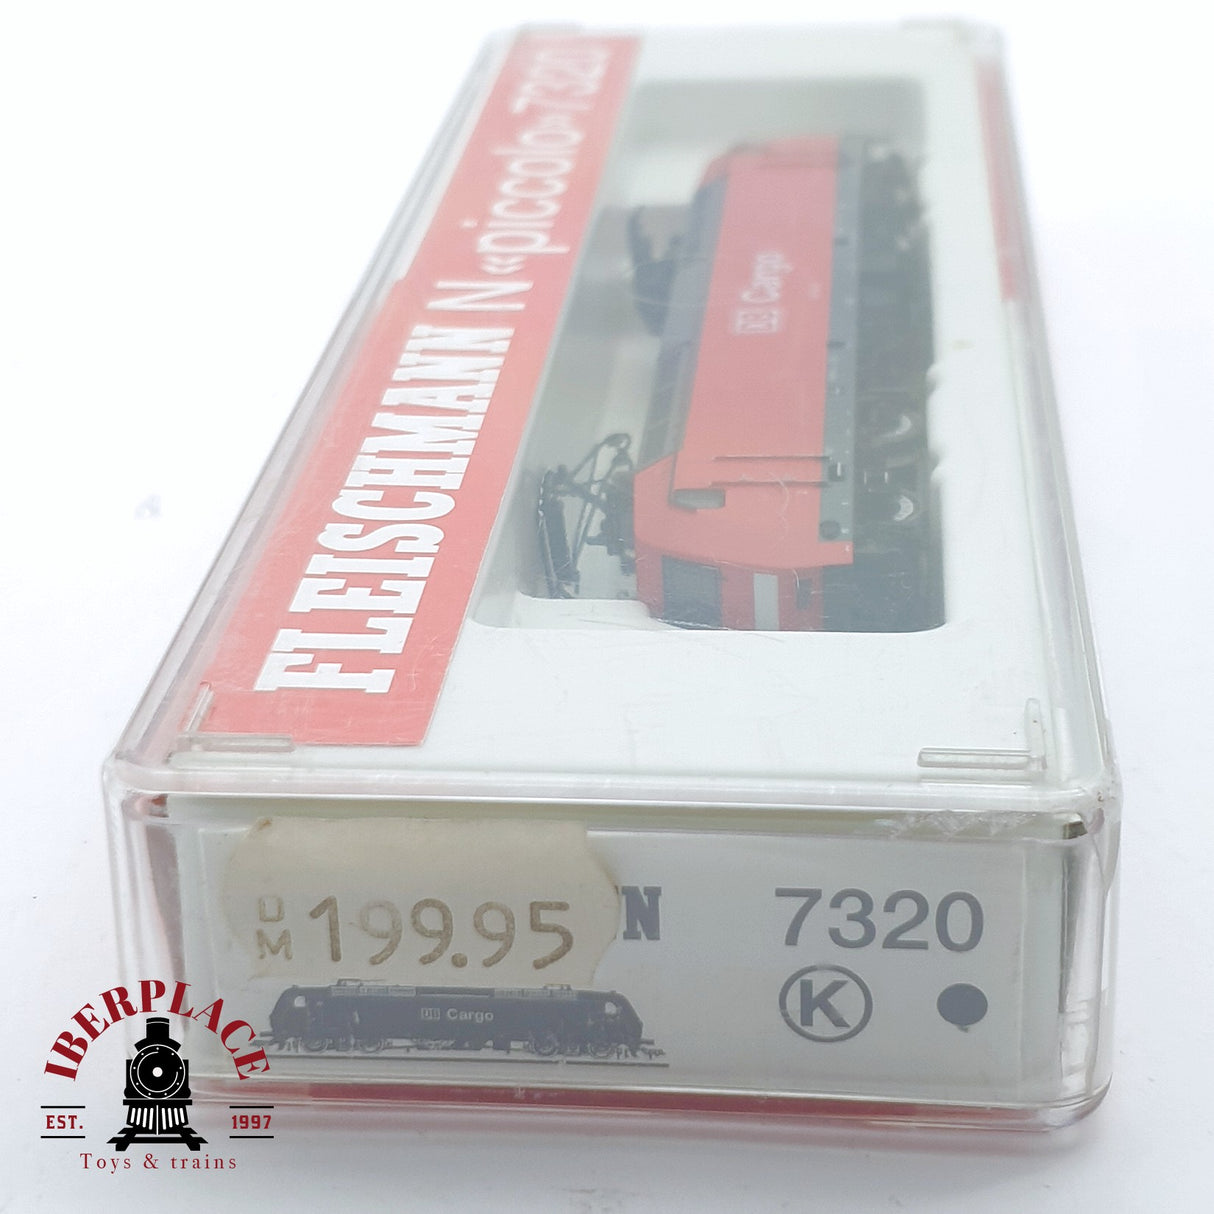 FLEISCHMANN N «piccolo» 7320
DB Cargo
DM 199.95
N
7320
K
DB Cargo
IBERPLACE
EST. 1997
Toys & trains